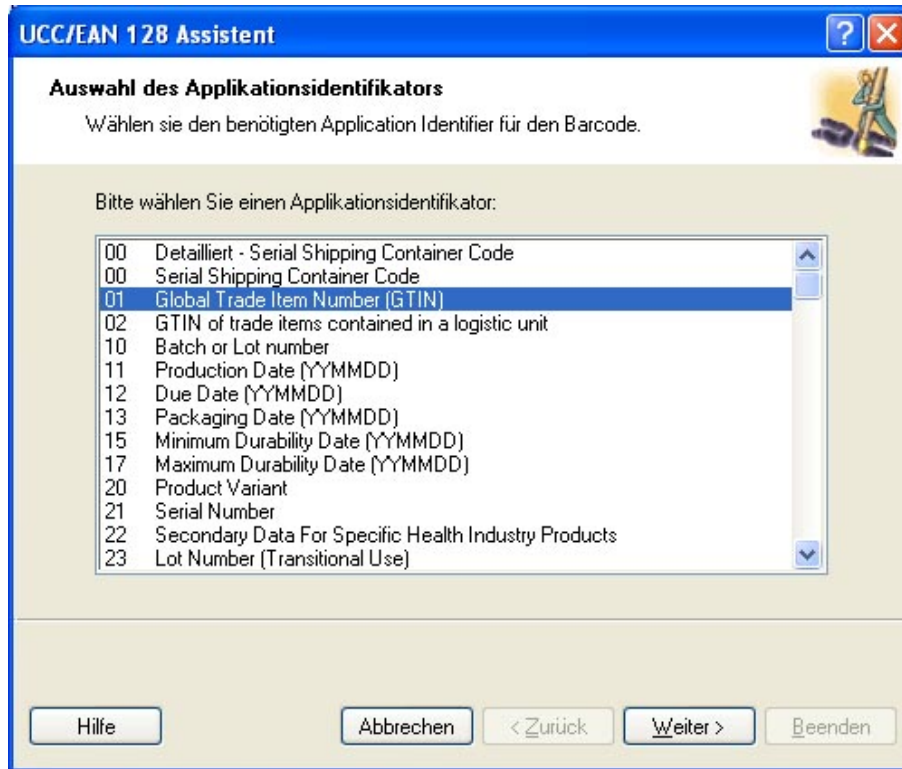 UCC/EAN 128 Assistent
Auswahl des Applikationsidentifikators
Wählen sie den benötigten Application Identifier für den Barcode.
Bitte wählen Sie einen Applikationsidentifikator:
00 Detailliert - Serial Shipping Container Code
00 Serial Shipping Container Code
01 Global Trade Item Number (GTIN)
02 GTIN of trade items contained in a logistic unit
10 Batch or Lot number
11 Production Date (YYMMDD)
12 Due Date (YYMMDD)
13 Packaging Date (YYMMDD)
15 Minimum Durability Date (YYMMDD)
17 Maximum Durability Date (YYMMDD)
20 Product Variant
21 Serial Number
22 Secondary Data For Specific Health Industry Products
23 Lot Number (Transitional Use)
Hilfe Abbrechen < Zurück Weiter > Beenden